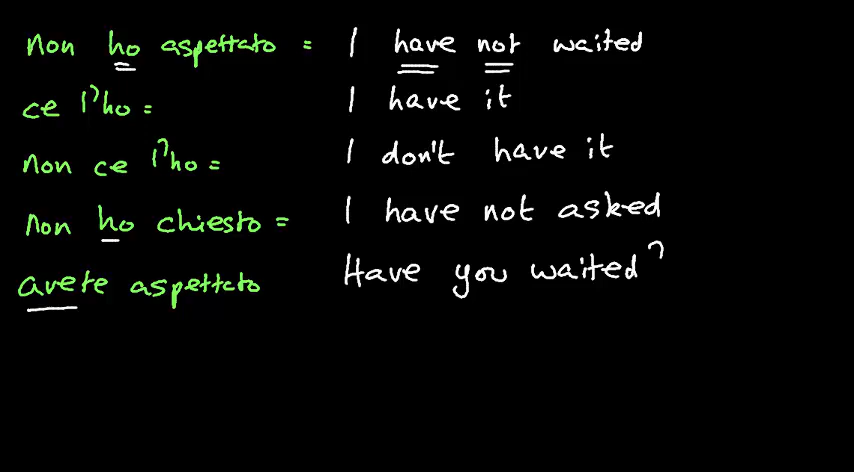 non ho aspettato = I have not waited
ce l'ho = I have it
non ce l'ho = I don't have it
non ho chiesto = I have not asked
avete aspettato Have you waited?